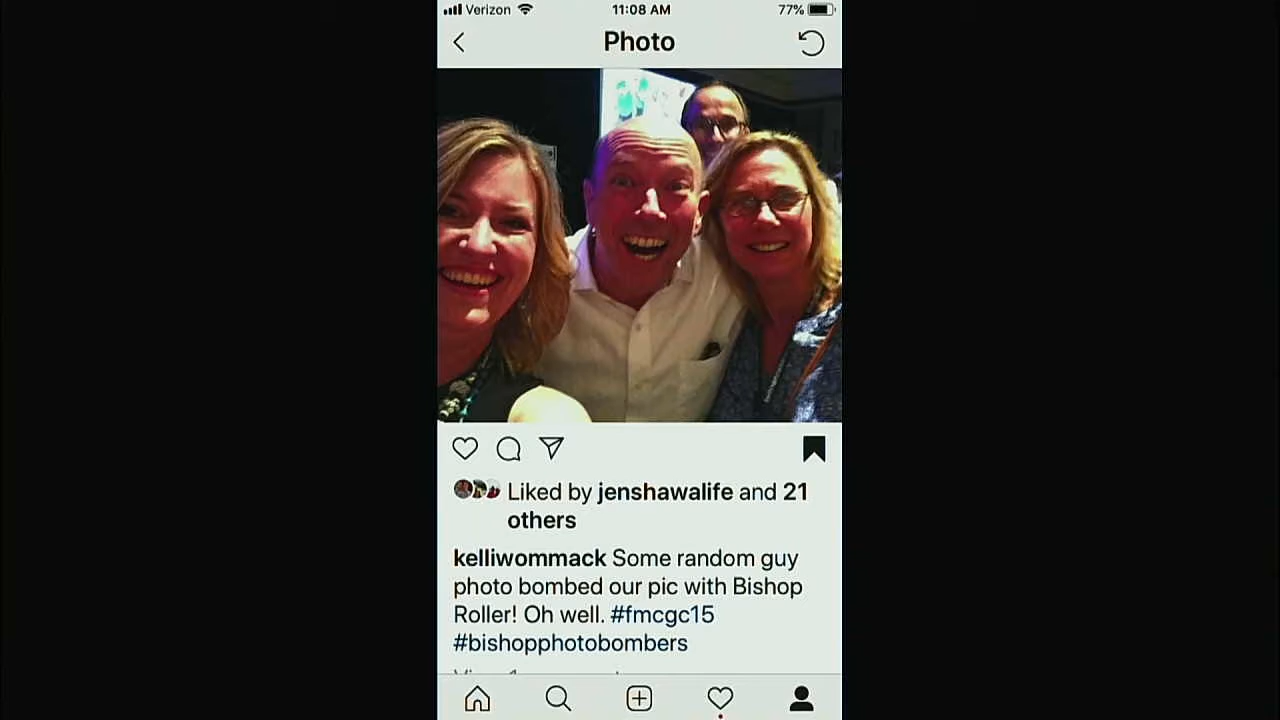 Verizon 11:08 AM 77%
Photo
Liked by jenshawalife and 21
others
kelliwommack Some random guy
photo bombed our pic with Bishop
Roller! Oh well. #fmcgc15
#bishopphotobombers